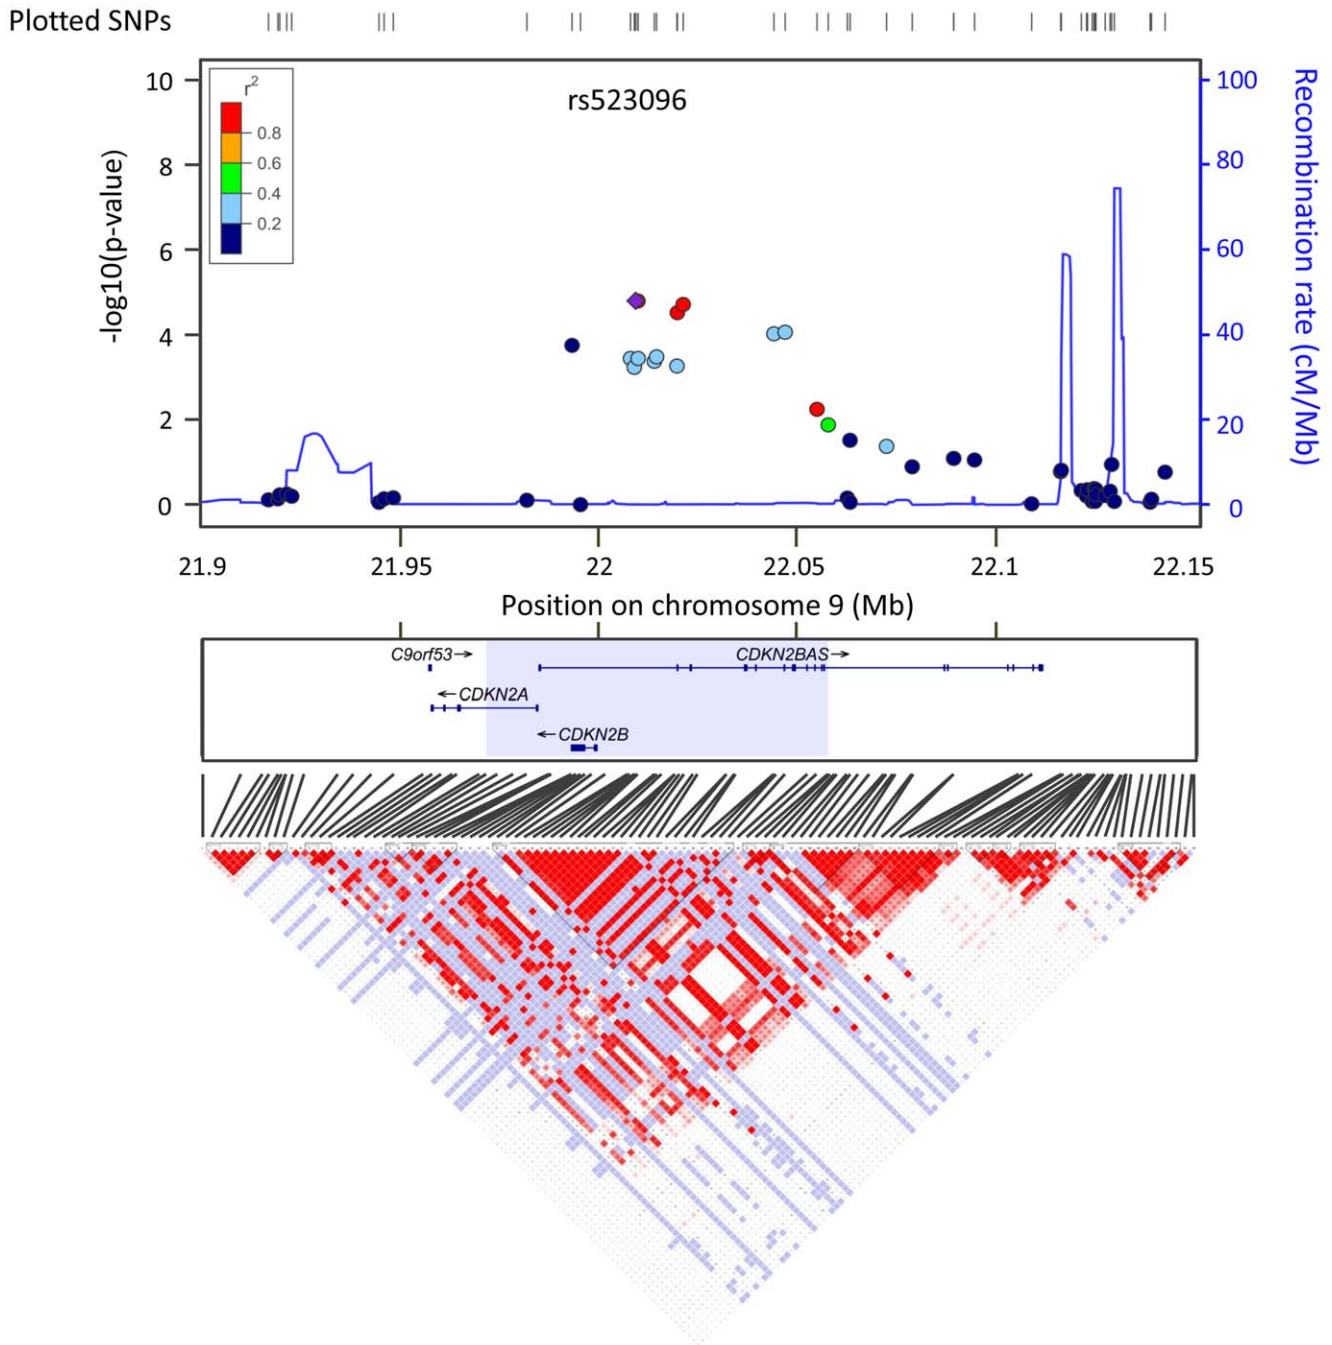 Plotted SNPs
rs523096
r2
0.8
0.6
0.4
0.2
10
8
6
4
2
0
-log10(p-value)
100
80
60
40
20
0
Recombination rate (cM/Mb)
21.9 21.95 22 22.05 22.1 22.15
Position on chromosome 9 (Mb)
C9orf53→ CDKN2BAS→
←CDKN2A
←CDKN2B